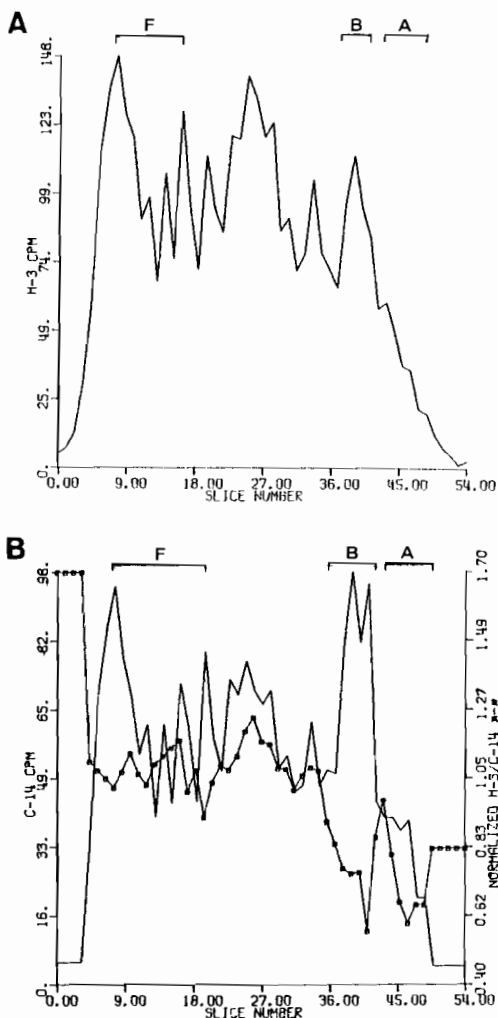 A
F
B
A
148.
123.
99.
74.
49.
25.
0.
H-3 CPM
0.00
9.00
18.00
27.00
36.00
45.00
54.00
SLICE NUMBER
B
F
B
A
98.
82.
65.
49.
33.
16.
0.
C-14 CPM
1.70
1.49
1.27
1.05
0.83
0.62
0.40
NORMALIZED H-3/C-14
0.00
9.00
18.00
27.00
36.00
45.00
54.00
SLICE NUMBER